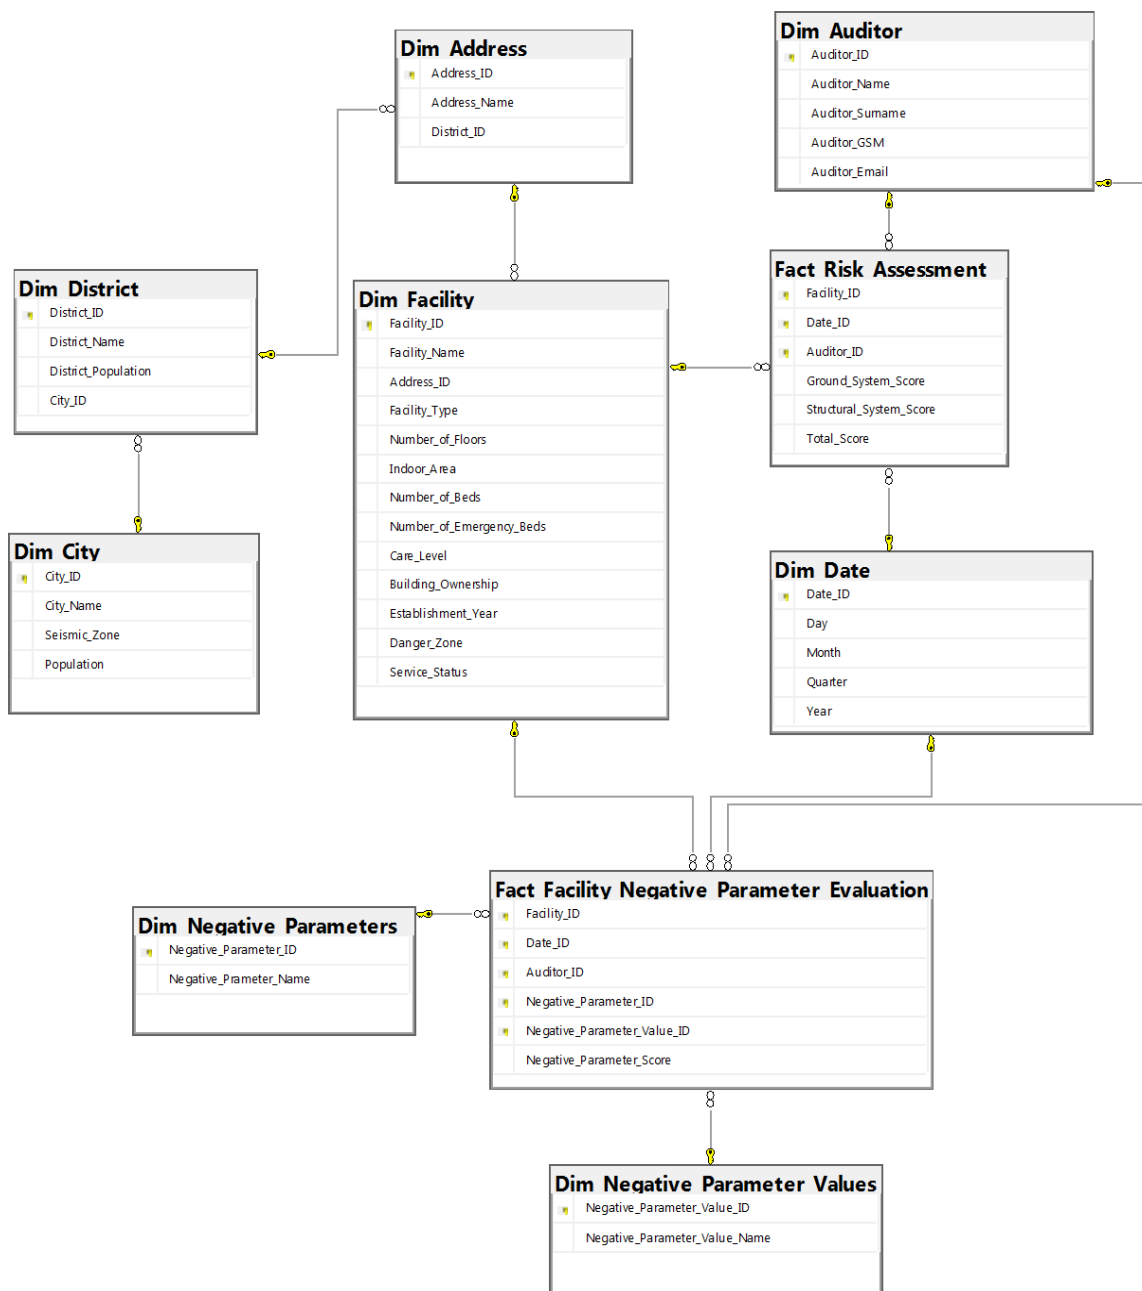 Dim Address
Address_ID
Address_Name
District_ID
Dim Auditor
Auditor_ID
Auditor_Name
Auditor_Surname
Auditor_GSM
Auditor_Email
Dim District
District_ID
District_Name
District_Population
City_ID
Dim Facility
Facility_ID
Facility_Name
Address_ID
Facility_Type
Number_of_Floors
Indoor_Area
Number_of_Beds
Number_of_Emergency_Beds
Care_Level
Building_Ownership
Establishment_Year
Danger_Zone
Service_Status
Fact Risk Assessment
Facility_ID
Date_ID
Auditor_ID
Ground_System_Score
Structural_System_Score
Total_Score
Dim City
City_ID
City_Name
Seismic_Zone
Population
Dim Date
Date_ID
Day
Month
Quarter
Year
Fact Facility Negative Parameter Evaluation
Facility_ID
Date_ID
Auditor_ID
Negative_Parameter_ID
Negative_Parameter_Value_ID
Negative_Parameter_Score
Dim Negative Parameters
Negative_Parameter_ID
Negative_Prameter_Name
Dim Negative Parameter Values
Negative_Parameter_Value_ID
Negative_Parameter_Value_Name